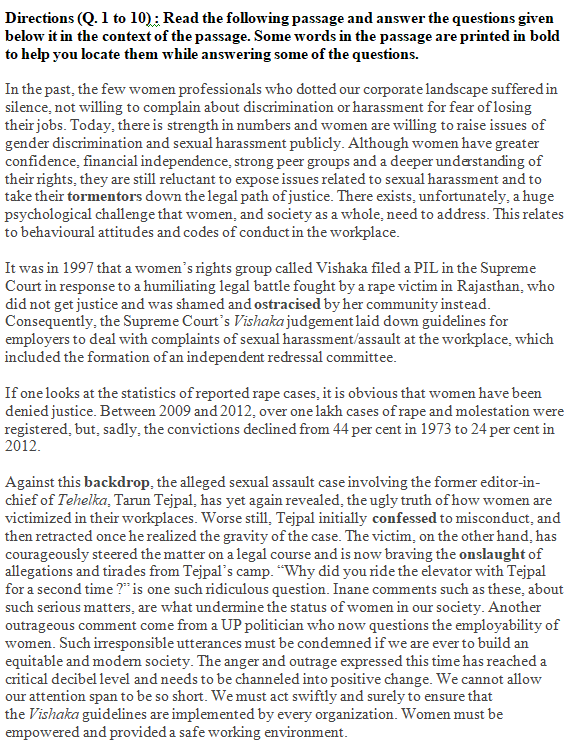 Directions (Q. 1 to 10) : Read the following passage and answer the questions given
below it in the context of the passage. Some words in the passage are printed in bold
to help you locate them while answering some of the questions.
In the past, the few women professionals who dotted our corporate landscape suffered in
silence, not willing to complain about discrimination or harassment for fear of losing
their jobs. Today, there is strength in numbers and women are willing to raise issues of
gender discrimination and sexual harassment publicly. Although women have greater
confidence, financial independence, strong peer groups and a deeper understanding of
their rights, they are still reluctant to expose issues related to sexual harassment and to
take their tormentors down the legal path of justice. There exists, unfortunately, a huge
psychological challenge that women, and society as a whole, need to address. This relates
to behavioural attitudes and codes of conduct in the workplace.
It was in 1997 that a women's rights group called Vishaka filed a PIL in the Supreme
Court in response to a humiliating legal battle fought by a rape victim in Rajasthan, who
did not get justice and was shamed and ostracised by her community instead.
Consequently, the Supreme Court's Vishaka judgement laid down guidelines for
employers to deal with complaints of sexual harassment/assault at the workplace, which
included the formation of an independent redressal committee.
If one looks at the statistics of reported rape cases, it is obvious that women have been
denied justice. Between 2009 and 2012, over one lakh cases of rape and molestation were
registered, but, sadly, the convictions declined from 44 per cent in 1973 to 24 per cent in
2012.
Against this backdrop, the alleged sexual assault case involving the former editor-in-
chief of Tehelka, Tarun Tejpal, has yet again revealed, the ugly truth of how women are
victimized in their workplaces. Worse still, Tejpal initially confessed to misconduct, and
then retracted once he realized the gravity of the case. The victim, on the other hand, has
courageously steered the matter on a legal course and is now braving the onslaught of
allegations and tirades from Tejpal's camp. "Why did you ride the elevator with Tejpal
for a second time ?" is one such ridiculous question. Inane comments such as these, about
such serious matters, are what undermine the status of women in our society. Another
outrageous comment come from a UP politician who now questions the employability of
women. Such irresponsible utterances must be condemned if we are ever to build an
equitable and modern society. The anger and outrage expressed this time has reached a
critical decibel level and needs to be channeled into positive change. We cannot allow
our attention span to be so short. We must act swiftly and surely to ensure that
the Vishaka guidelines are implemented by every organization. Women must be
empowered and provided a safe working environment.